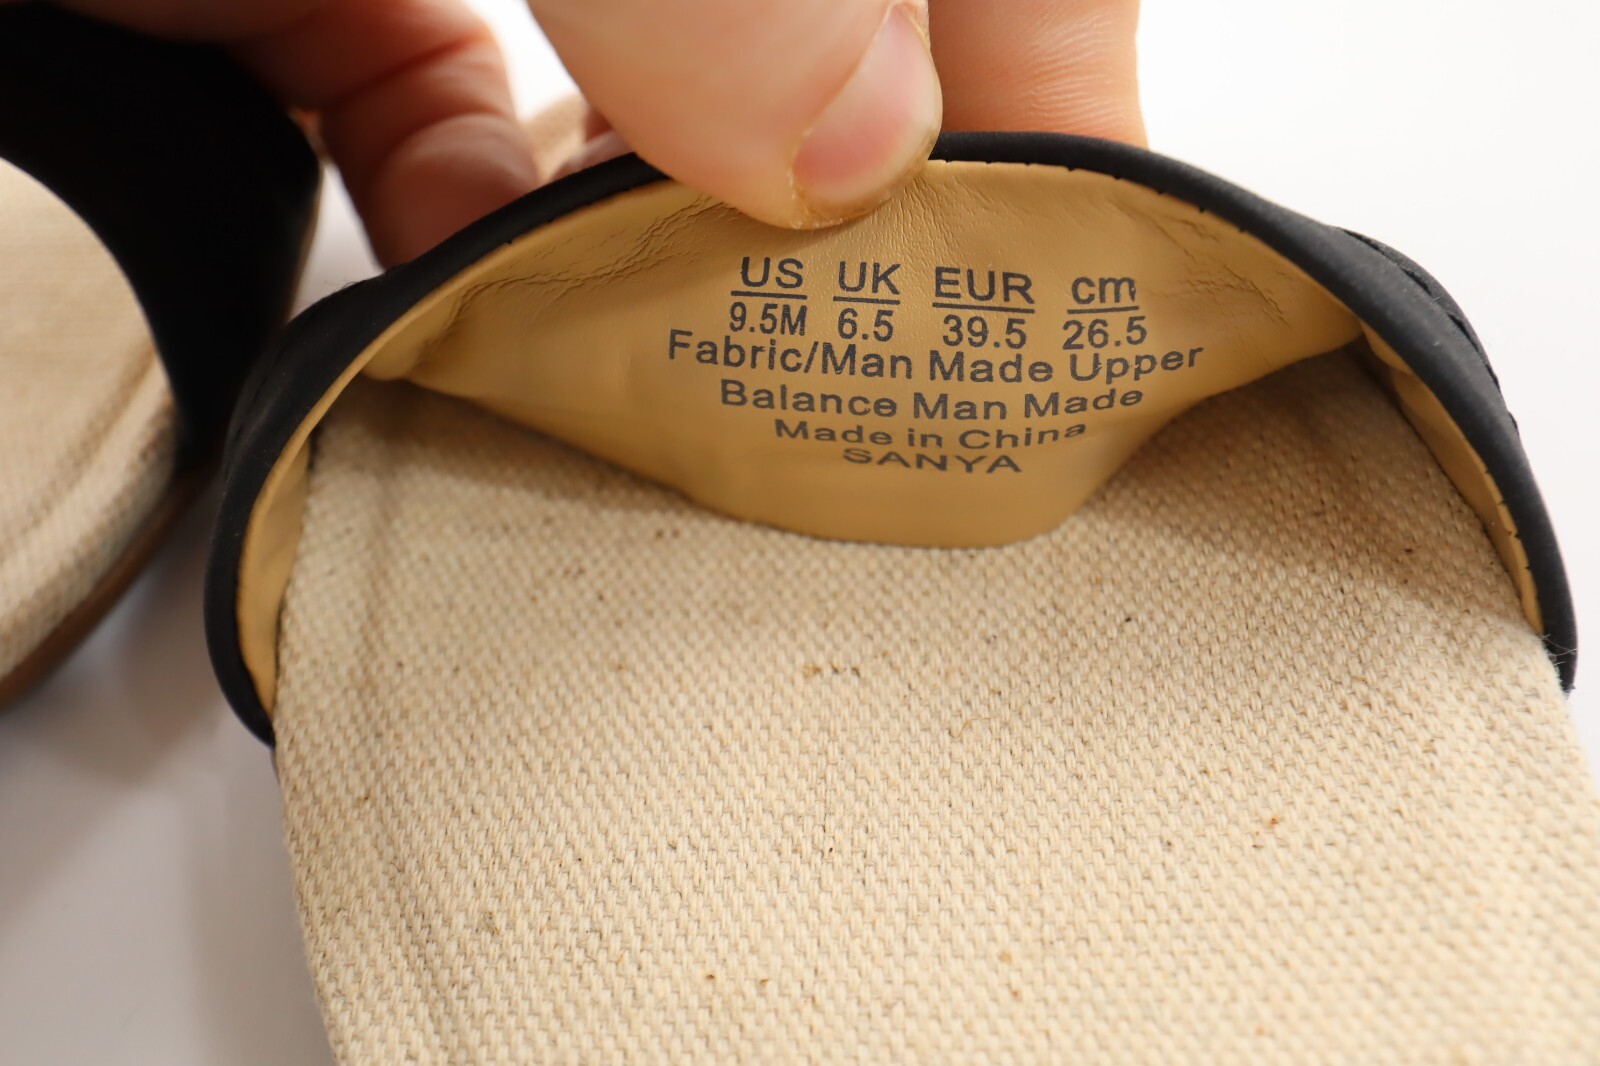 US UK EUR cm
9.5M 6.5 39.5 26.5
Fabric/Man Made Upper
Balance Man Made
Made in China
SANYA